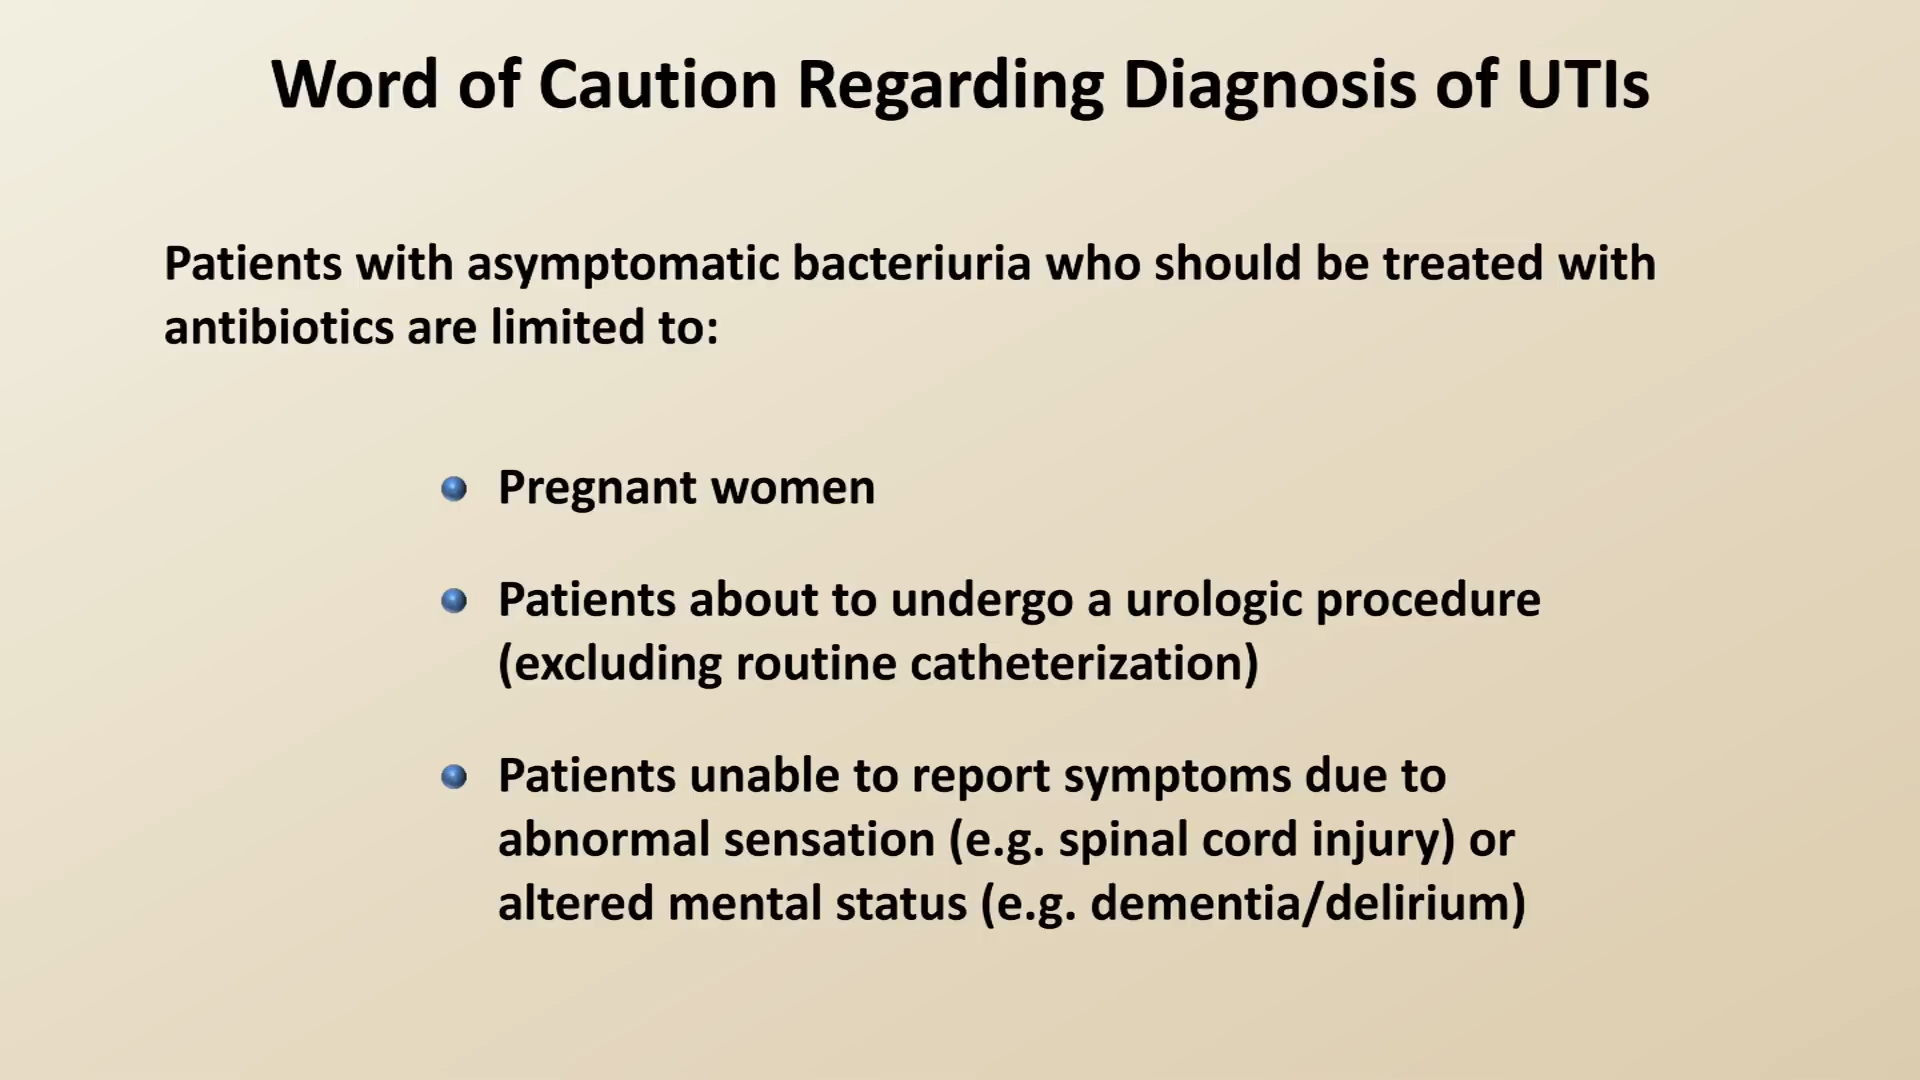 Word of Caution Regarding Diagnosis of UTIs
Patients with asymptomatic bacteriuria who should be treated with
antibiotics are limited to:
Pregnant women
Patients about to undergo a urologic procedure
(excluding routine catheterization)
Patients unable to report symptoms due to
abnormal sensation (e.g. spinal cord injury) or
altered mental status (e.g. dementia/delirium)